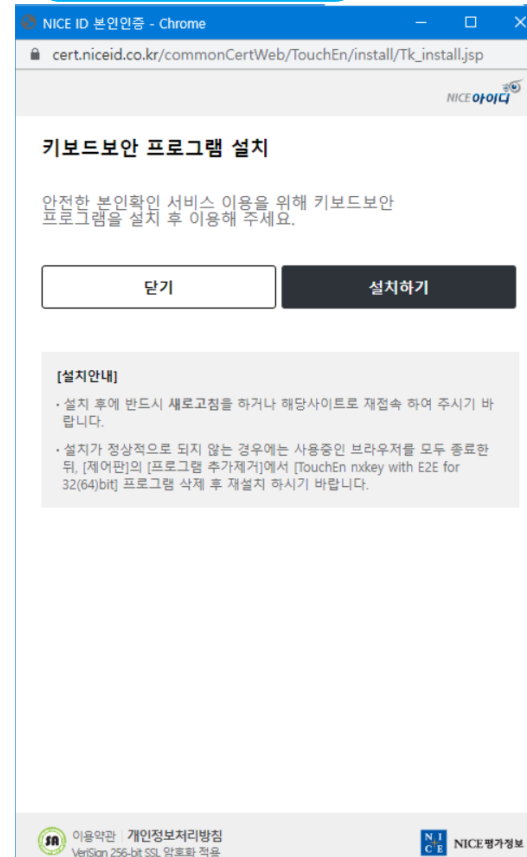 NICE ID 본인인증 - Chrome
cert.niceid.co.kr/commonCertWeb/TouchEn/install/Tk_install.jsp
NICE아이디
키보드보안 프로그램 설치
안전한 본인확인 서비스 이용을 위해 키보드보안
프로그램을 설치 후 이용해 주세요.
닫기
설치하기
[설치안내]
· 설치 후에 반드시 새로고침을 하거나 해당사이트로 재접속 하여 주시기 바
랍니다.
· 설치가 정상적으로 되지 않는 경우에는 사용중인 브라우저를 모두 종료한
뒤, [제어판]의 [프로그램 추가제거]에서 [TouchEn nxkey with E2E for
32(64)bit] 프로그램 삭제 후 재설치 하시기 바랍니다.
SA
이용약관 | 개인정보처리방침
VeriSign 256-bit SSL 암호화 적용
NICE
NICE평가정보